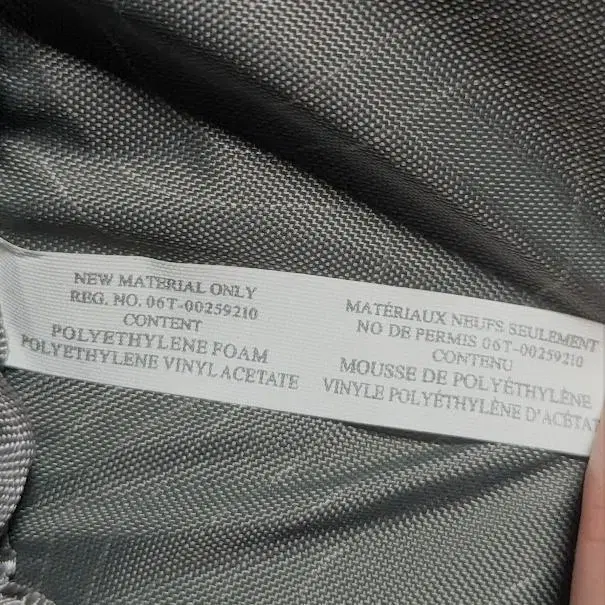 NEW MATERIAL ONLY
REG. NO. 06T-00259210
CONTENT
POLYETHYLENE FOAM
POLYETHYLENE VINYL ACETATE
MATÉRIAUX NEUFS SEULEMENT
NO DE PERMIS 06T-00259210
CONTENU
MOUSSE DE POLYÉTHYLÈNE
VINYLE POLYÉTHYLÈNE D'ACÉTAT